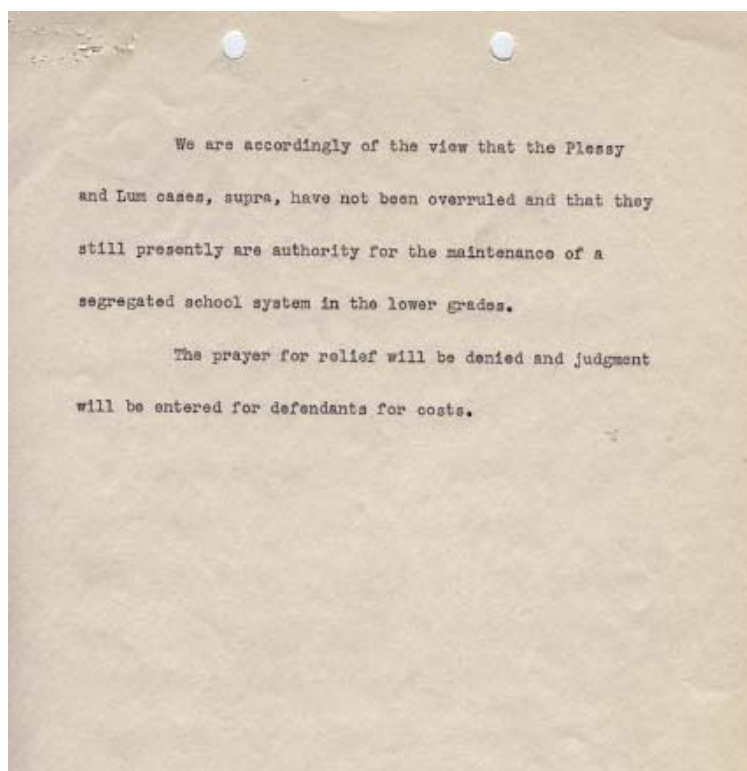 We are accordingly of the view that the Plessy
and Lum cases, supra, have not been overruled and that they
still presently are authority for the maintenance of a
segregated school system in the lower grades.
The prayer for relief will be denied and judgment
will be entered for defendants for costs.